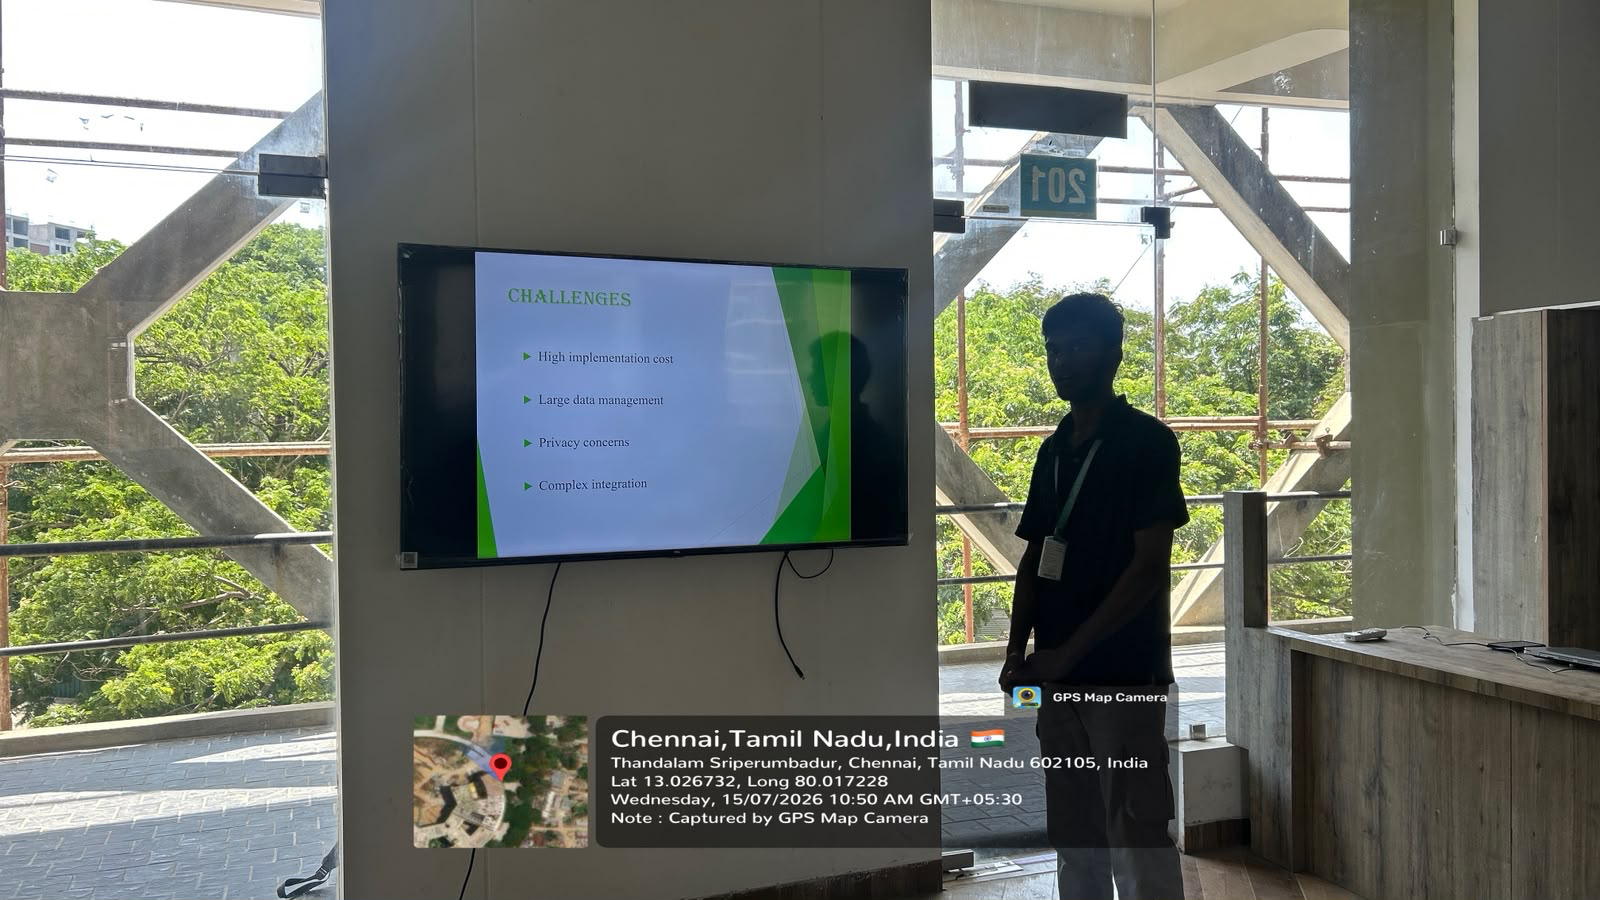 201
CHALLENGES
High implementation cost
Large data management
Privacy concerns
Complex integration
GPS Map Camera
Chennai,Tamil Nadu,India
Thandalam Sriperumbadur, Chennai, Tamil Nadu 602105, India
Lat 13.026732, Long 80.017228
Wednesday, 15/07/2026 10:50 AM GMT+05:30
Note : Captured by GPS Map Camera